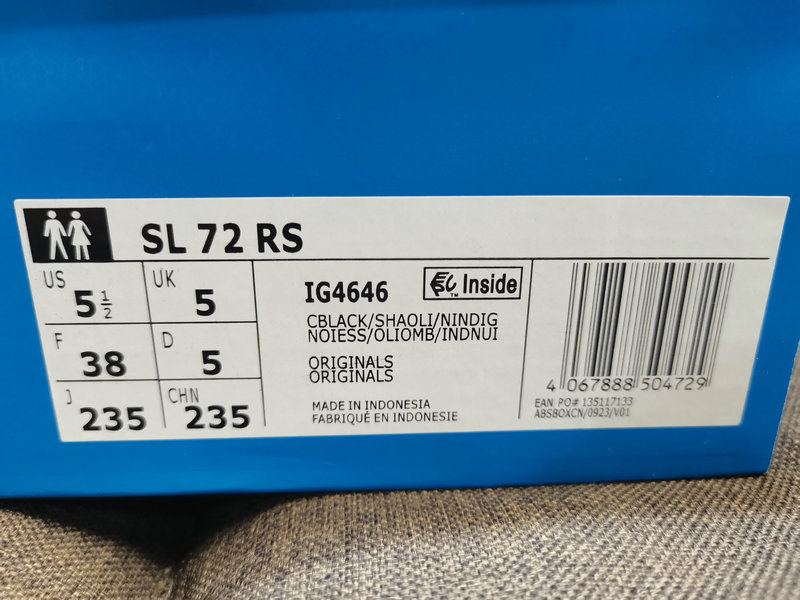 SL 72 RS
US 5 1/2
UK 5
F 38
D 5
J 235
CHN 235
IG4646
Inside
TM
CBLACK/SHAOLI/NINDIG
NOIESS/OLIOMB/INDNUI
ORIGINALS
ORIGINALS
MADE IN INDONESIA
FABRIQUÉ EN INDONESIE
4 067888 504729
EAN PO# 135117133
ABSBOXCN/0923/V01